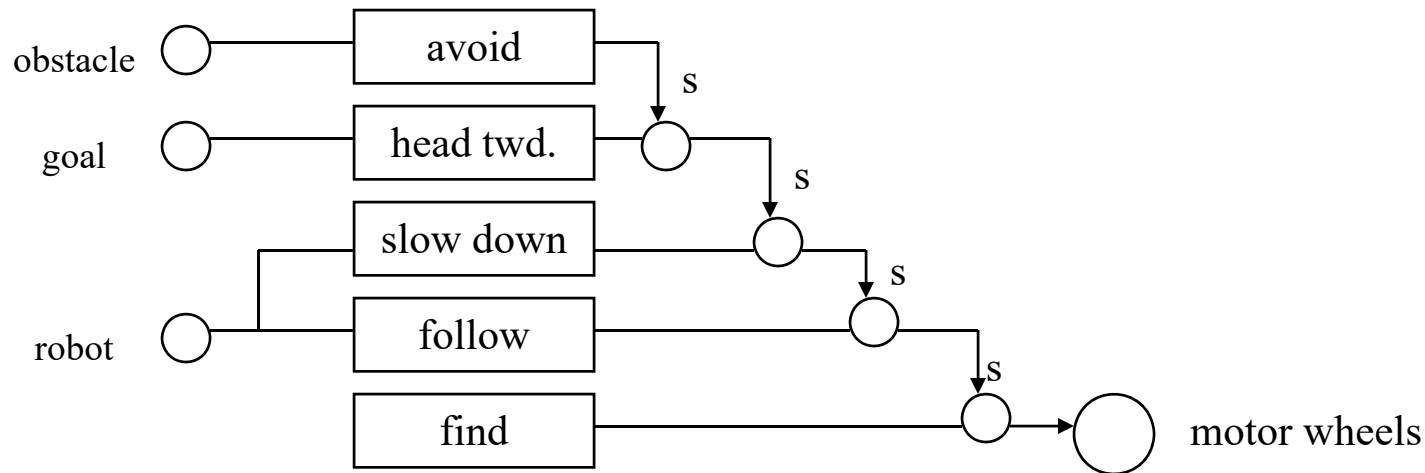 obstacle
avoid
s
goal
head twd.
s
slow down
s
robot
follow
s
find
motor wheels